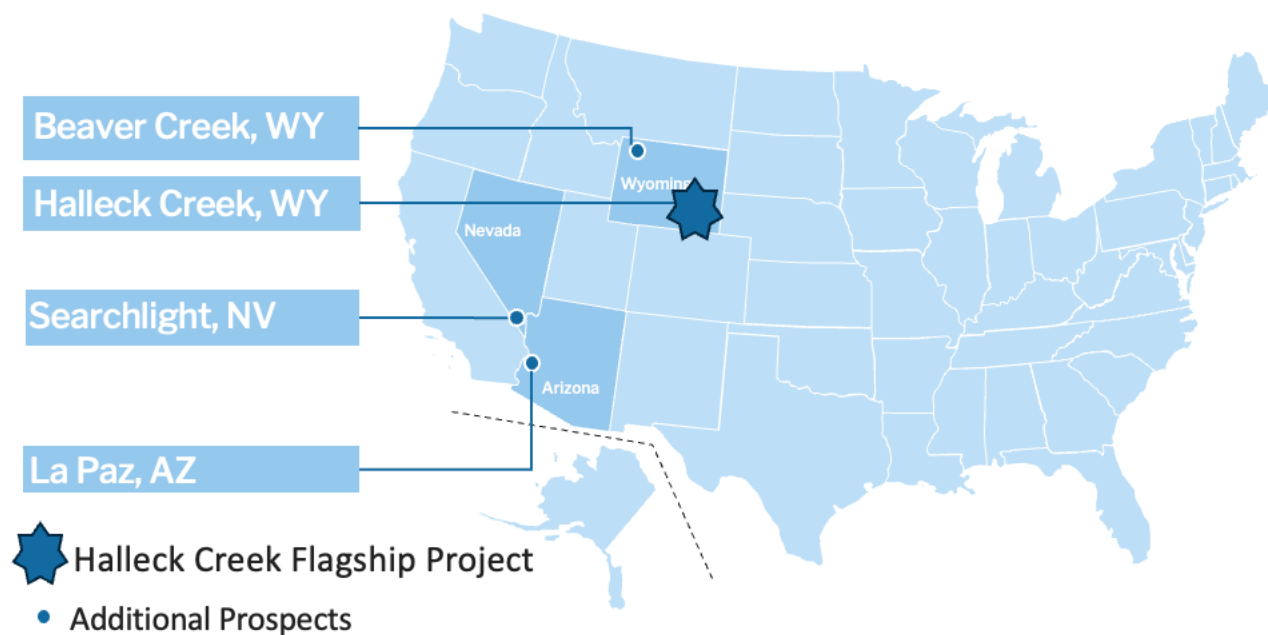 Beaver Creek, WY
Halleck Creek, WY
Wyoming
Nevada
Searchlight, NV
Arizona
La Paz, AZ
Halleck Creek Flagship Project
Additional Prospects